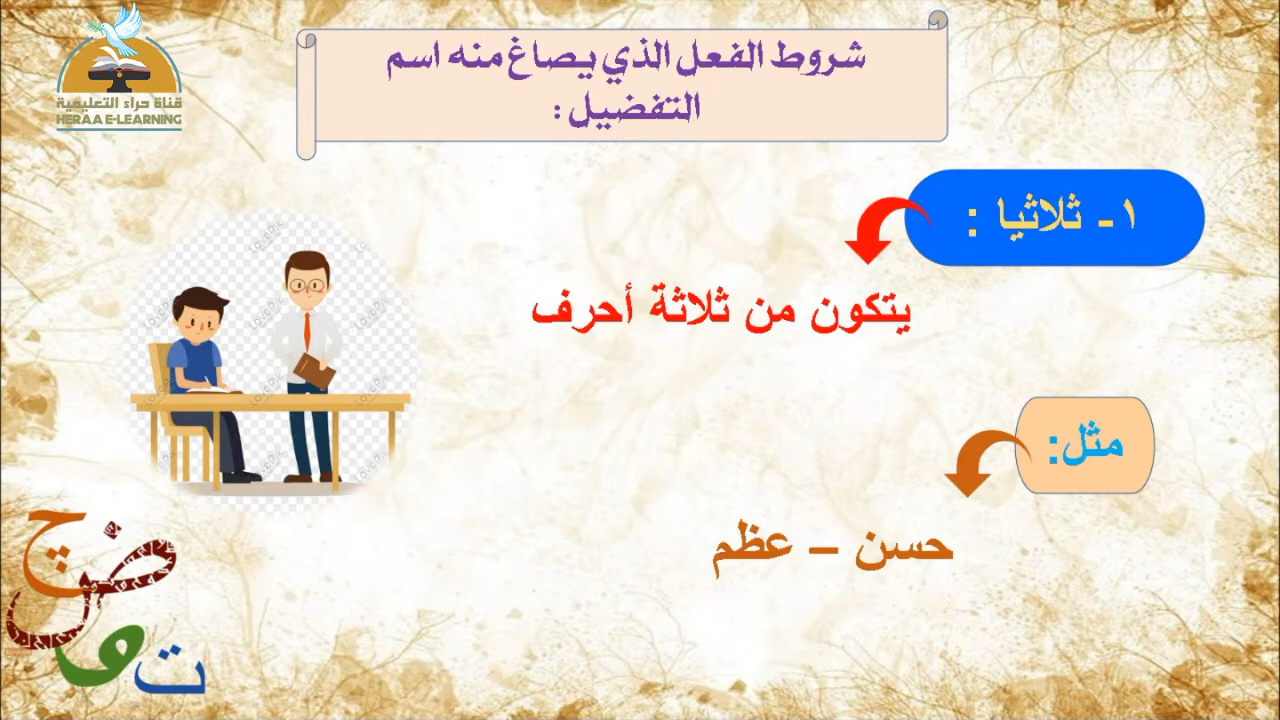 قناة حراء التعليمية
HERAA E-LEARNING
شروط الفعل الذي يصاغ منه اسم
التفضيل :
١- ثلاثيا :
يتكون من ثلاثة أحرف
مثل:
حسن – عظم
ج
ض
و
ت